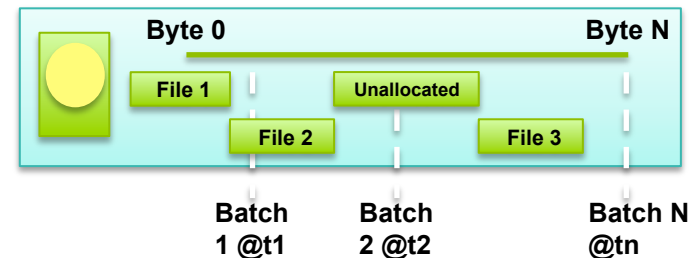 Byte 0 Byte N
File 1 Unallocated
File 2 File 3
Batch Batch Batch N
1 @t1 2 @t2 @tn